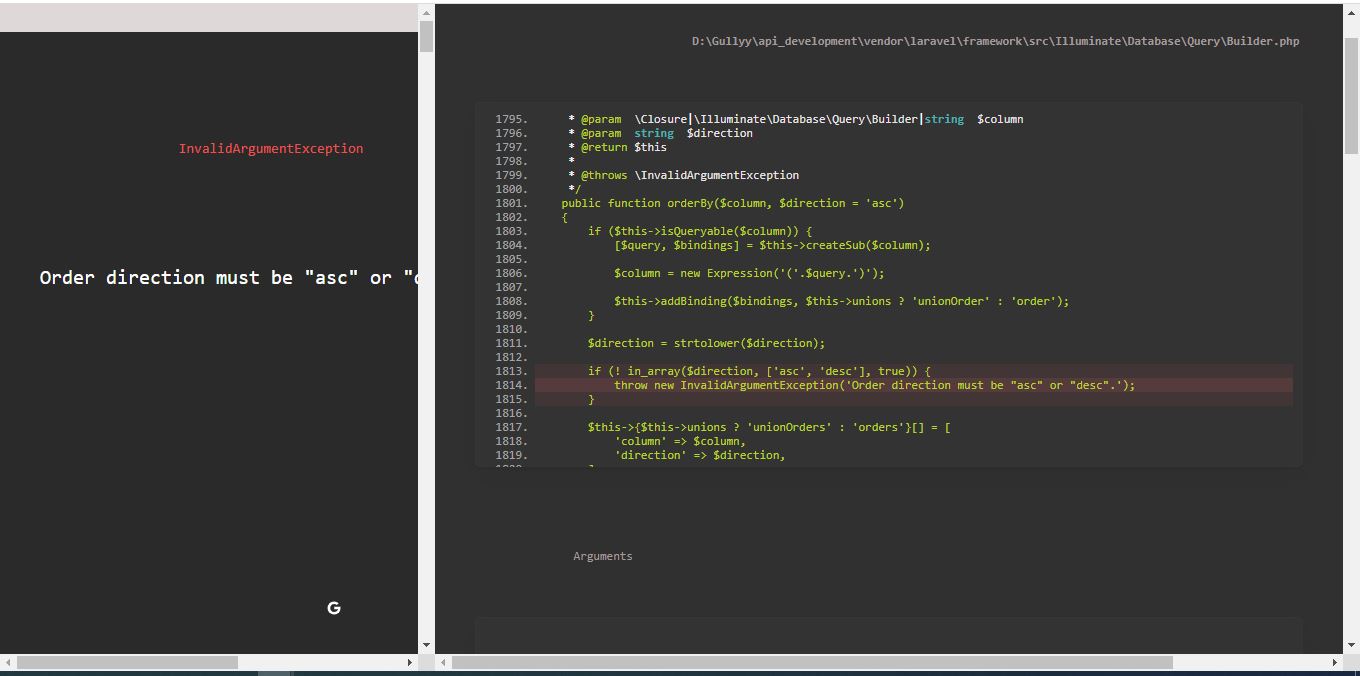 D:\Gullyy\api_development\vendor\laravel\framework\src\Illuminate\Database\Query\Builder.php
InvalidArgumentException
Order direction must be "asc" or "
1795. * @param \Closure|\Illuminate\Database\Query\Builder|string $column
1796. * @param string $direction
1797. * @return $this
1798. *
1799. * @throws \InvalidArgumentException
1800. */
1801. public function orderBy($column, $direction = 'asc')
1802. {
1803. if ($this->isQueryable($column)) {
1804. [$query, $bindings] = $this->createSub($column);
1805.
1806. $column = new Expression('('.$query.')');
1807.
1808. $this->addBinding($bindings, $this->unions ? 'unionOrder' : 'order');
1809. }
1810.
1811. $direction = strtolower($direction);
1812.
1813. if (! in_array($direction, ['asc', 'desc'], true)) {
1814. throw new InvalidArgumentException('Order direction must be "asc" or "desc".');
1815. }
1816.
1817. $this->{$this->unions ? 'unionOrders' : 'orders'}[] = [
1818. 'column' => $column,
1819. 'direction' => $direction,
Arguments
G